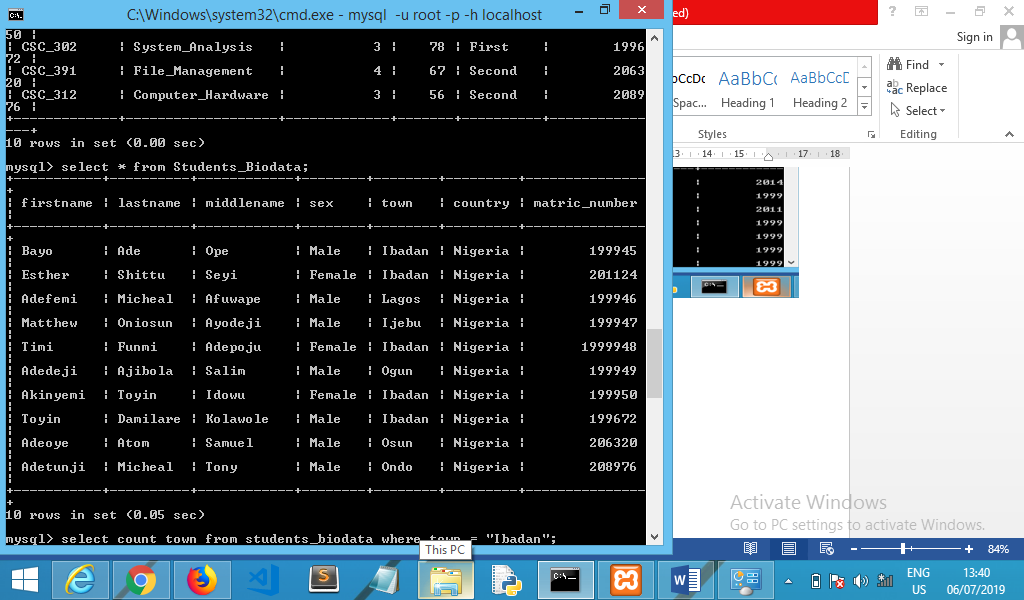 C:\Windows\system32\cmd.exe - mysql -u root -p -h localhost
50 |
| CSC_302 | System_Analysis | 3 | 78 | First | 1996
72 |
| CSC_391 | File_Management | 4 | 67 | Second | 2063
20 |
| CSC_312 | Computer_Hardware | 3 | 56 | Second | 2089
76 |
10 rows in set (0.00 sec)
mysql> select * from Students_Biodata;
| firstname | lastname | middlename | sex | town | country | matric_number
| Bayo | Ade | Ope | Male | Ibadan | Nigeria | 199945
| Esther | Shittu | Seyi | Female | Ibadan | Nigeria | 201124
| Adefemi | Micheal | Afuwape | Male | Lagos | Nigeria | 199946
| Matthew | Oniosun | Ayodeji | Male | Ijebu | Nigeria | 199947
| Timi | Funmi | Adepoju | Female | Ibadan | Nigeria | 1999948
| Adedeji | Ajibola | Salim | Male | Ogun | Nigeria | 199949
| Akinyemi | Toyin | Idowu | Female | Ibadan | Nigeria | 199950
| Toyin | Damilare | Kolawole | Male | Ibadan | Nigeria | 199672
| Adeoye | Atom | Samuel | Male | Osun | Nigeria | 206320
| Adetunji | Micheal | Tony | Male | Ondo | Nigeria | 208976
10 rows in set (0.05 sec)
mysql> select count town from students_biodata where town = "Ibadan";
This PC
ed)
Sign in
AaBbCc AaBbCcD
Spac... Heading 1 Heading 2
Styles
Find
Replace
Select
Editing
13 14 15 17 18
2014
1999
2011
1999
1999
1999
1999
Activate Windows
Go to PC settings to activate Windows.
84%
ENG
US
13:40
06/07/2019